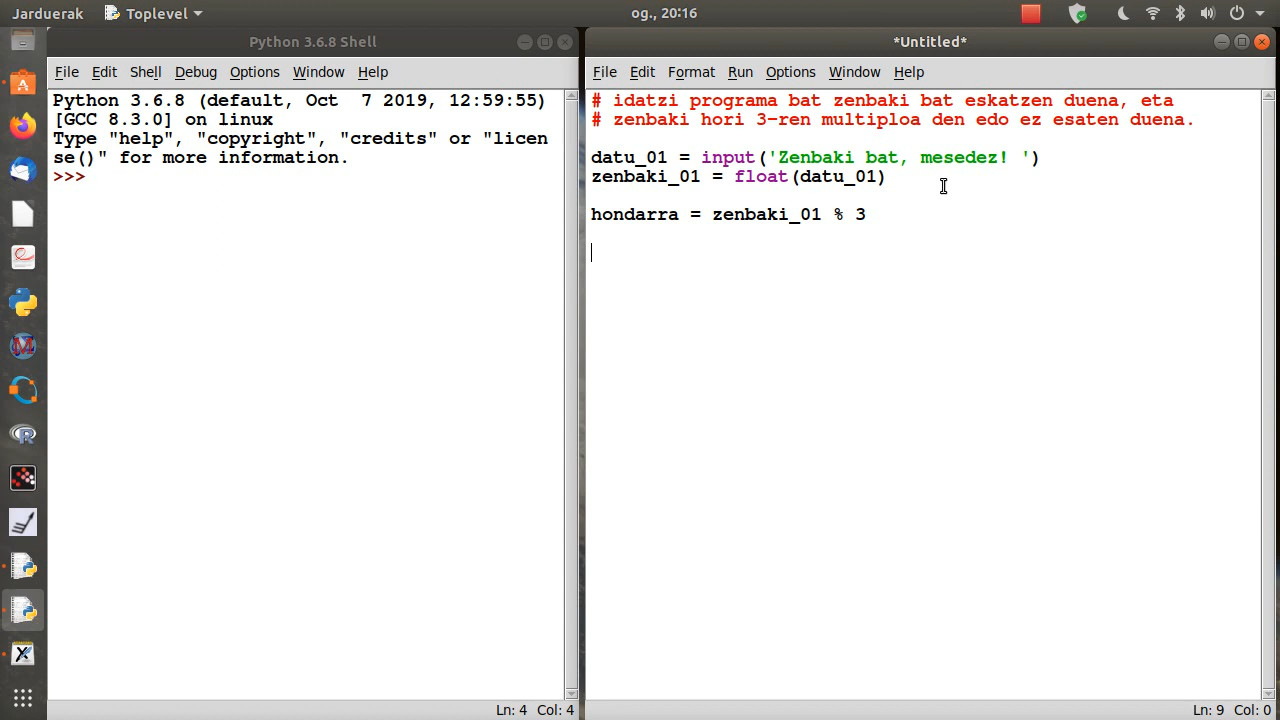 Jarduerak Toplevel og., 20:16
Python 3.6.8 Shell
File Edit Shell Debug Options Window Help
Python 3.6.8 (default, Oct  7 2019, 12:59:55)
[GCC 8.3.0] on linux
Type "help", "copyright", "credits" or "licen
se()" for more information.
>>>
Ln: 4 Col: 4
*Untitled*
File Edit Format Run Options Window Help
# idatzi programa bat zenbaki bat eskatzen duena, eta
# zenbaki hori 3-ren multiploa den edo ez esaten duena.
datu_01 = input('Zenbaki bat, mesedez! ')
zenbaki_01 = float(datu_01)
hondarra = zenbaki_01 % 3
Ln: 9 Col: 0